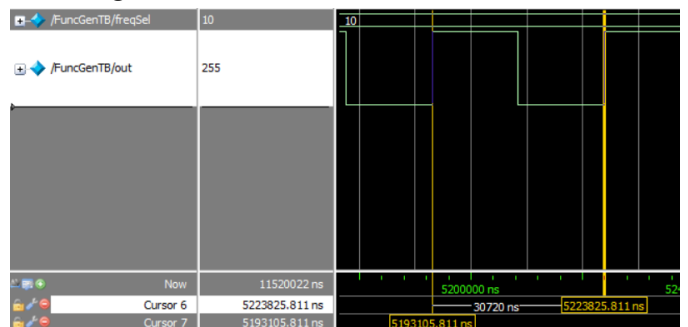 /FuncGenTB/freqSel 10 10
/FuncGenTB/out 255
Now 11520022 ns 5200000 ns
Cursor 6 5223825.811 ns 30720 ns 5223825.811 ns
Cursor 7 5193105.811 ns 5193105.811 ns